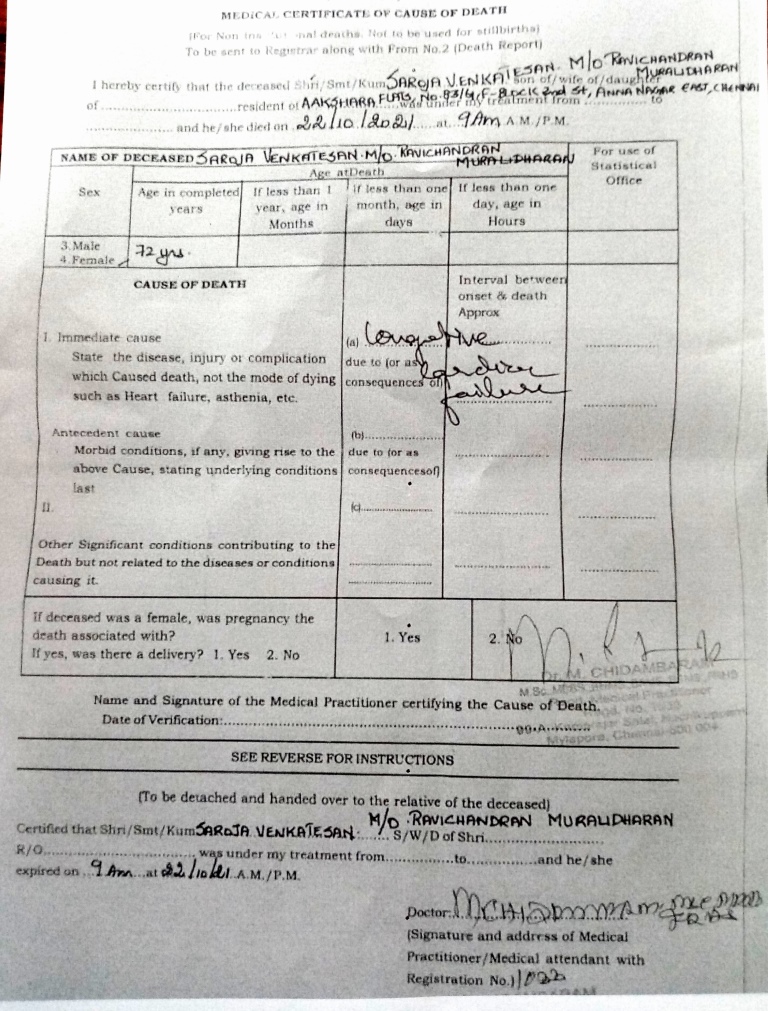 MEDICAL CERTIFICATE OF CAUSE OF DEATH
(For Non deaths. Not to be used for stillbirths)
To be sent to Registrar along with From No.2 (Death Report)
I hereby certify that the deceased Shri/Smt/Kum SAROJA VENKATESAN M/O RAVICHANDRAN MURALIDHARAN son of/wife of/daughter
of ............ resident of AAKSHARA FLATS, No.83/ F-BLOCK 2nd St, ANNA NAGAR EAST, CHENNAI was under my treatment from ............ to
............ and he/she died on 22/10/2021 at 9 Am A.M./P.M.
NAME OF DECEASED SAROJA VENKATESAN M/O RAVICHANDRAN MURALIDHARAN
For use of Statistical Office
Age at Death
Sex
Age in completed years
If less than 1 year, age in Months
if less than one month, age in days
If less than one day, age in Hours
3. Male
4. Female
72 yrs.
CAUSE OF DEATH
Interval between onset & death Approx
I. Immediate cause
State the disease, injury or complication
which Caused death, not the mode of dying
such as Heart failure, asthenia, etc.
(a) Congestive
due to (or as cardiac
consequences of) failure
Antecedent cause
Morbid conditions, if any, giving rise to the
above Cause, stating underlying conditions
last
(b)............
due to (or as
consequencesof)
II.
(c)............
Other Significant conditions contributing to the
Death but not related to the diseases or conditions
causing it.
If deceased was a female, was pregnancy the
death associated with?
If yes, was there a delivery? 1. Yes 2. No
1. Yes
2. No
Dr. M. CHIDAMBARAM
Medical Practitioner
Mylapore, Chennai-600 004
Name and Signature of the Medical Practitioner certifying the Cause of Death.
Date of Verification:............
SEE REVERSE FOR INSTRUCTIONS
(To be detached and handed over to the relative of the deceased)
Certified that Shri/Smt/Kum SAROJA VENKATESAN M/O RAVICHANDRAN MURALIDHARAN S/W/D of Shri............
R/O............ was under my treatment from............to............and he/she
expired on 9 Am at 22/10/21 A.M./P.M.
Doctor M CHIDAMBARAM
(Signature and address of Medical
Practitioner/Medical attendant with
Registration No.)